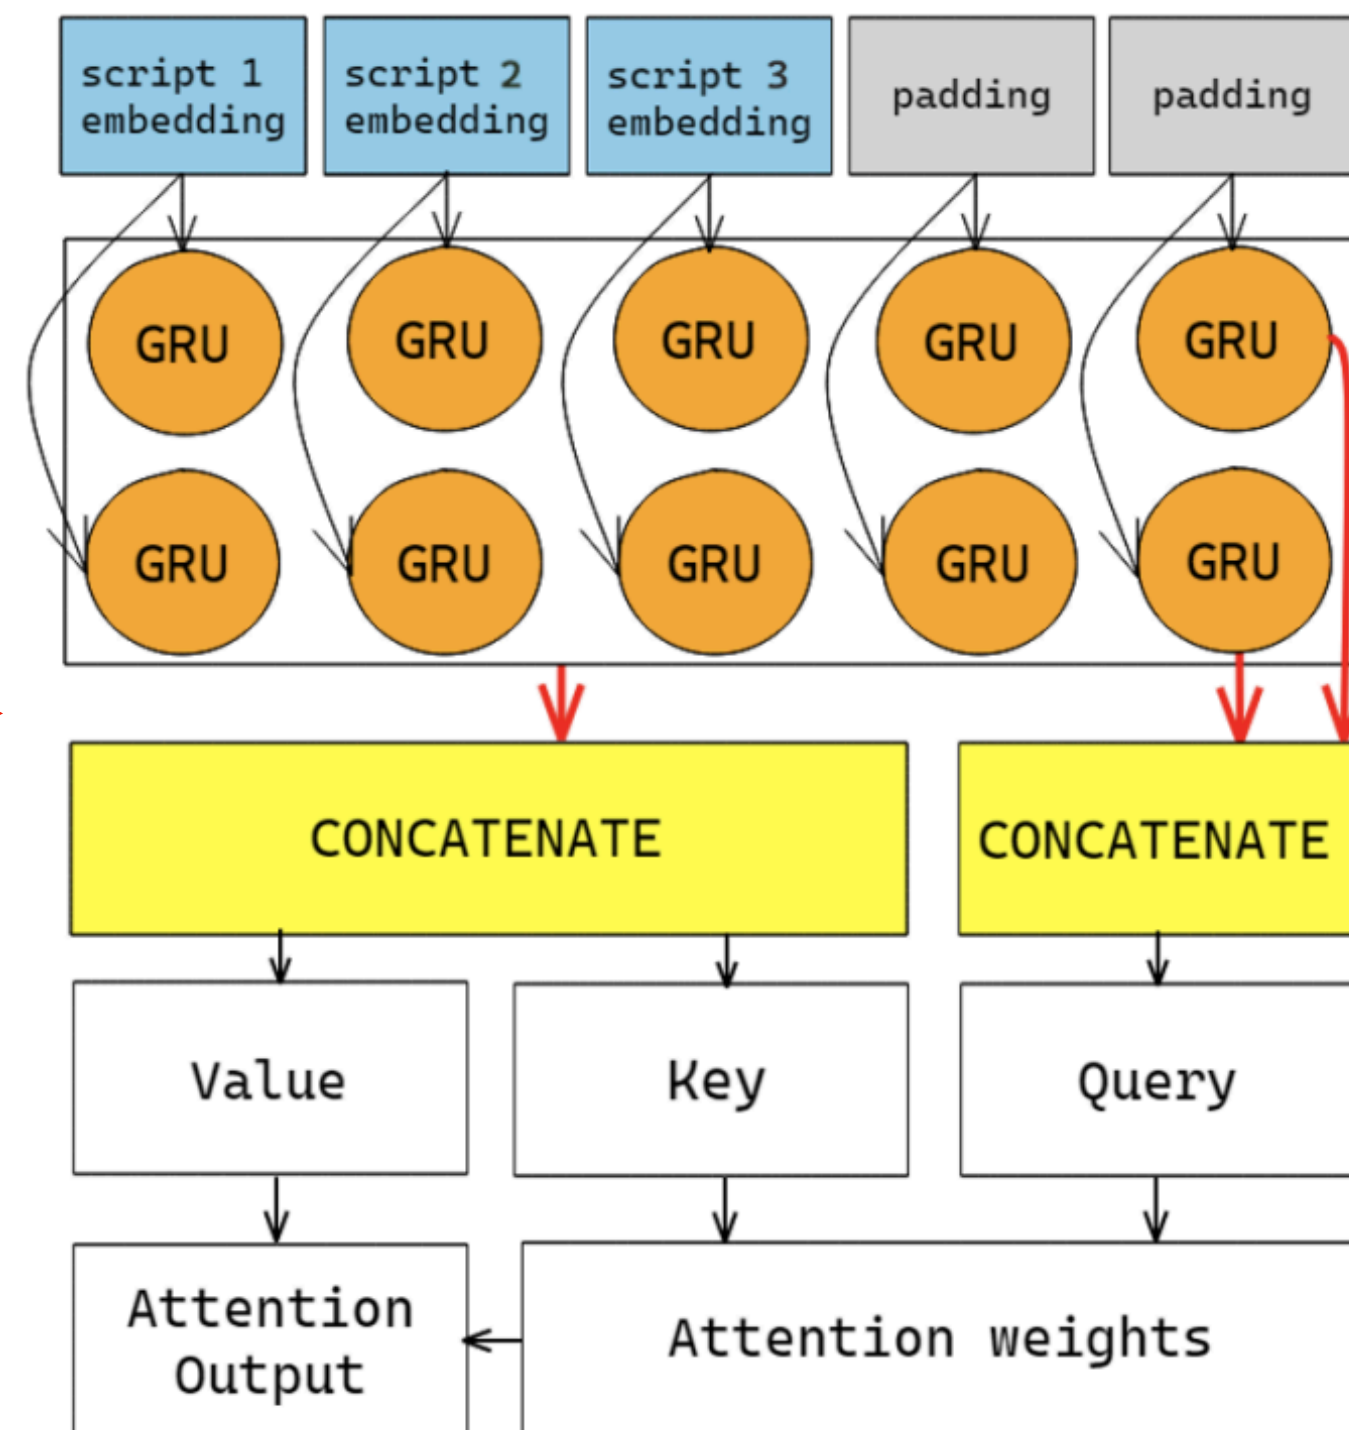 script 1
embedding
script 2
embedding
script 3
embedding
padding
padding
GRU
GRU
GRU
GRU
GRU
GRU
GRU
GRU
GRU
GRU
CONCATENATE
CONCATENATE
Value
Key
Query
Attention
Output
Attention weights